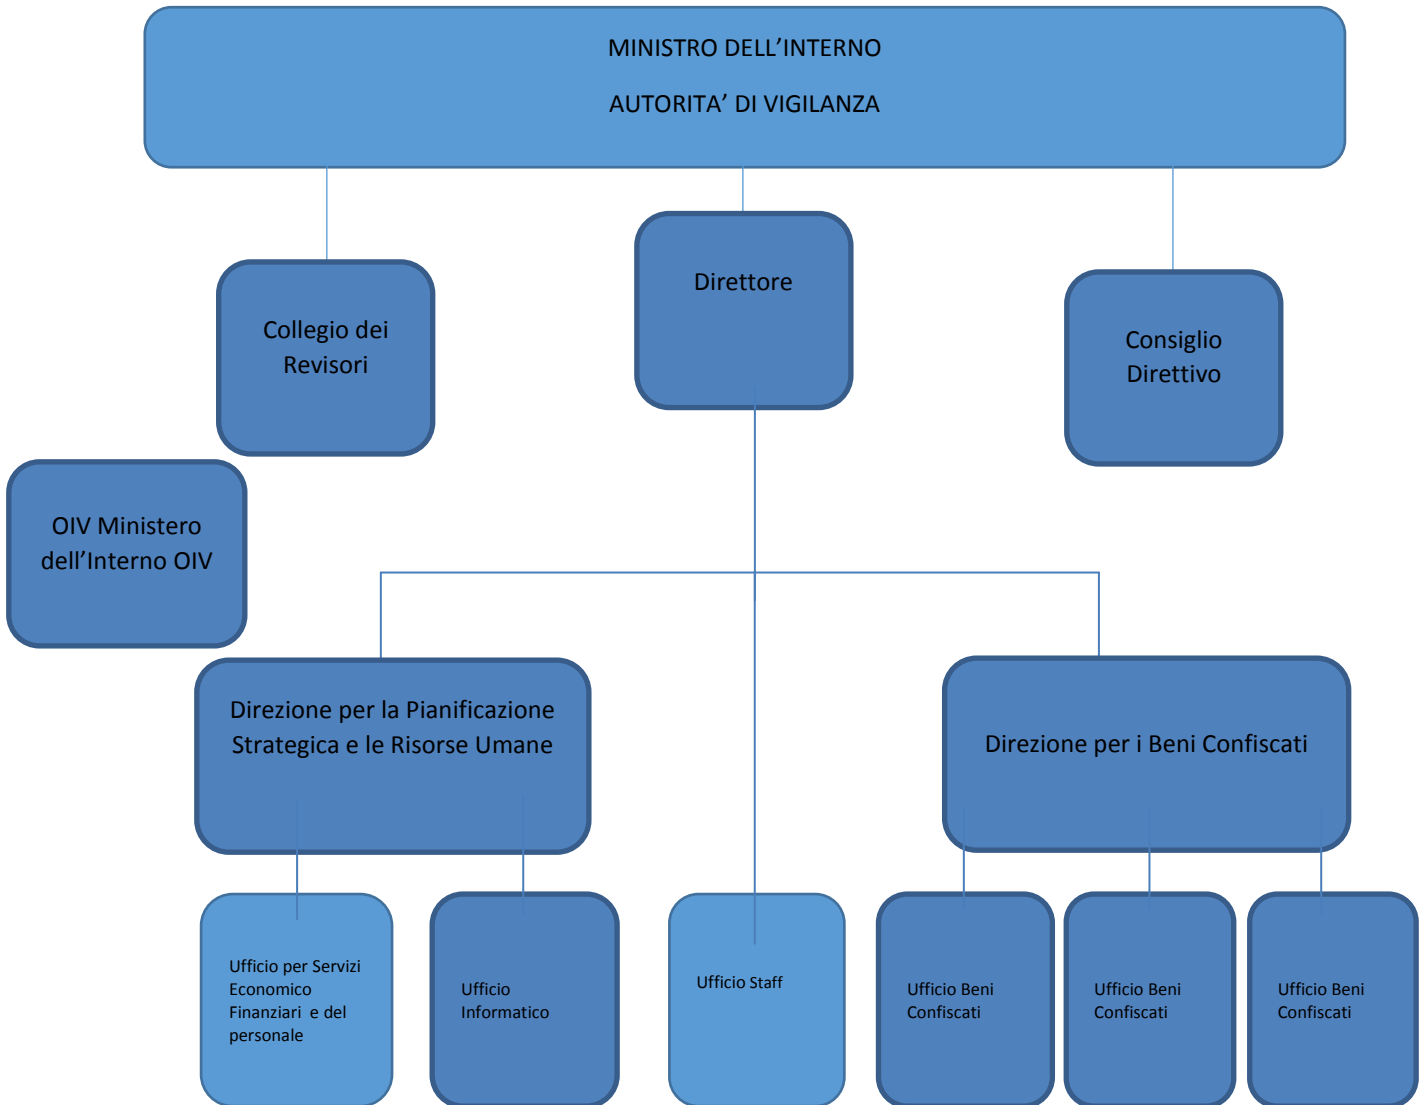 MINISTRO DELL’INTERNO
AUTORITA’ DI VIGILANZA
Direttore
Collegio dei
Revisori
Consiglio
Direttivo
OIV Ministero
dell’Interno OIV
Direzione per la Pianificazione
Strategica e le Risorse Umane
Direzione per i Beni Confiscati
Ufficio per Servizi
Economico
Finanziari e del
personale
Ufficio
Informatico
Ufficio Staff
Ufficio Beni
Confiscati
Ufficio Beni
Confiscati
Ufficio Beni
Confiscati